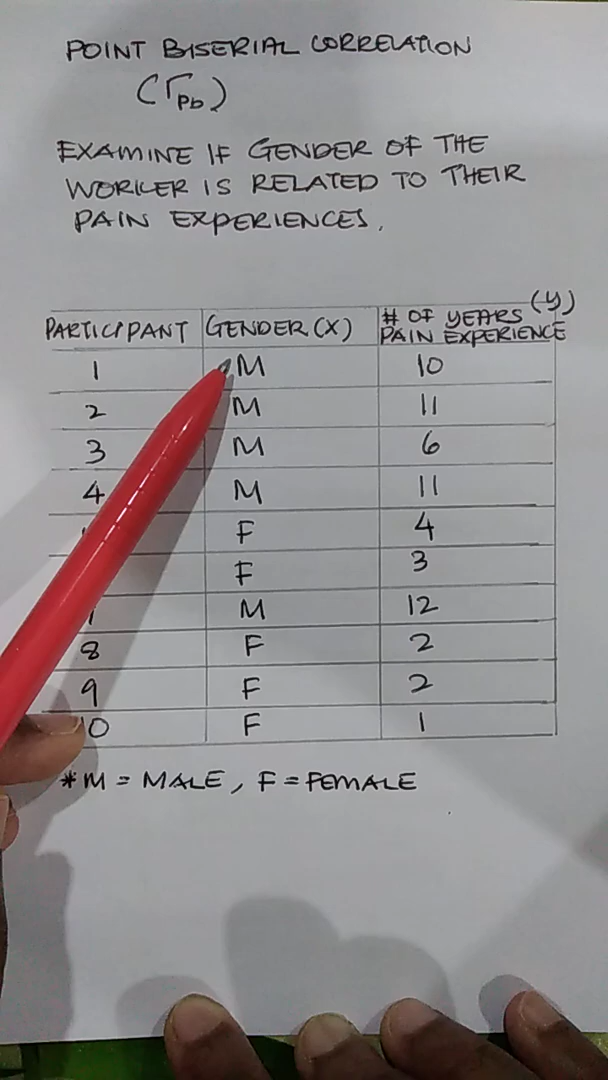 POINT BISERIAL CORRELATION
(rpb)
EXAMINE IF GENDER OF THE
WORKER IS RELATED TO THEIR
PAIN EXPERIENCES.
PARTICIPANT GENDER (X) # OF YEARS (Y)
PAIN EXPERIENCE
1 M 10
2 M 11
3 M 6
4 M 11
F 4
F 3
M 12
8 F 2
9 F 2
10 F 1
*M = MALE, F = FEMALE